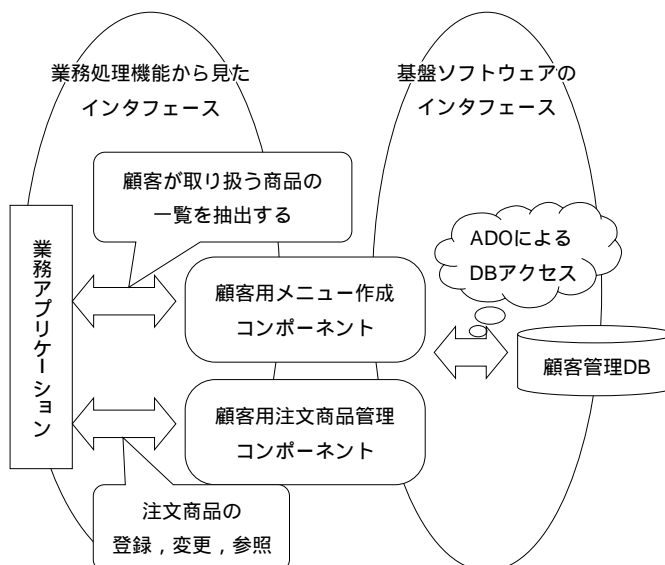 業務処理機能から見た
インタフェース
基盤ソフトウェアの
インタフェース
顧客が取り扱う商品の
一覧を抽出する
ADOによる
DBアクセス
業務アプリケーション
顧客用メニュー作成
コンポーネント
顧客管理DB
顧客用注文商品管理
コンポーネント
注文商品の
登録，変更，参照